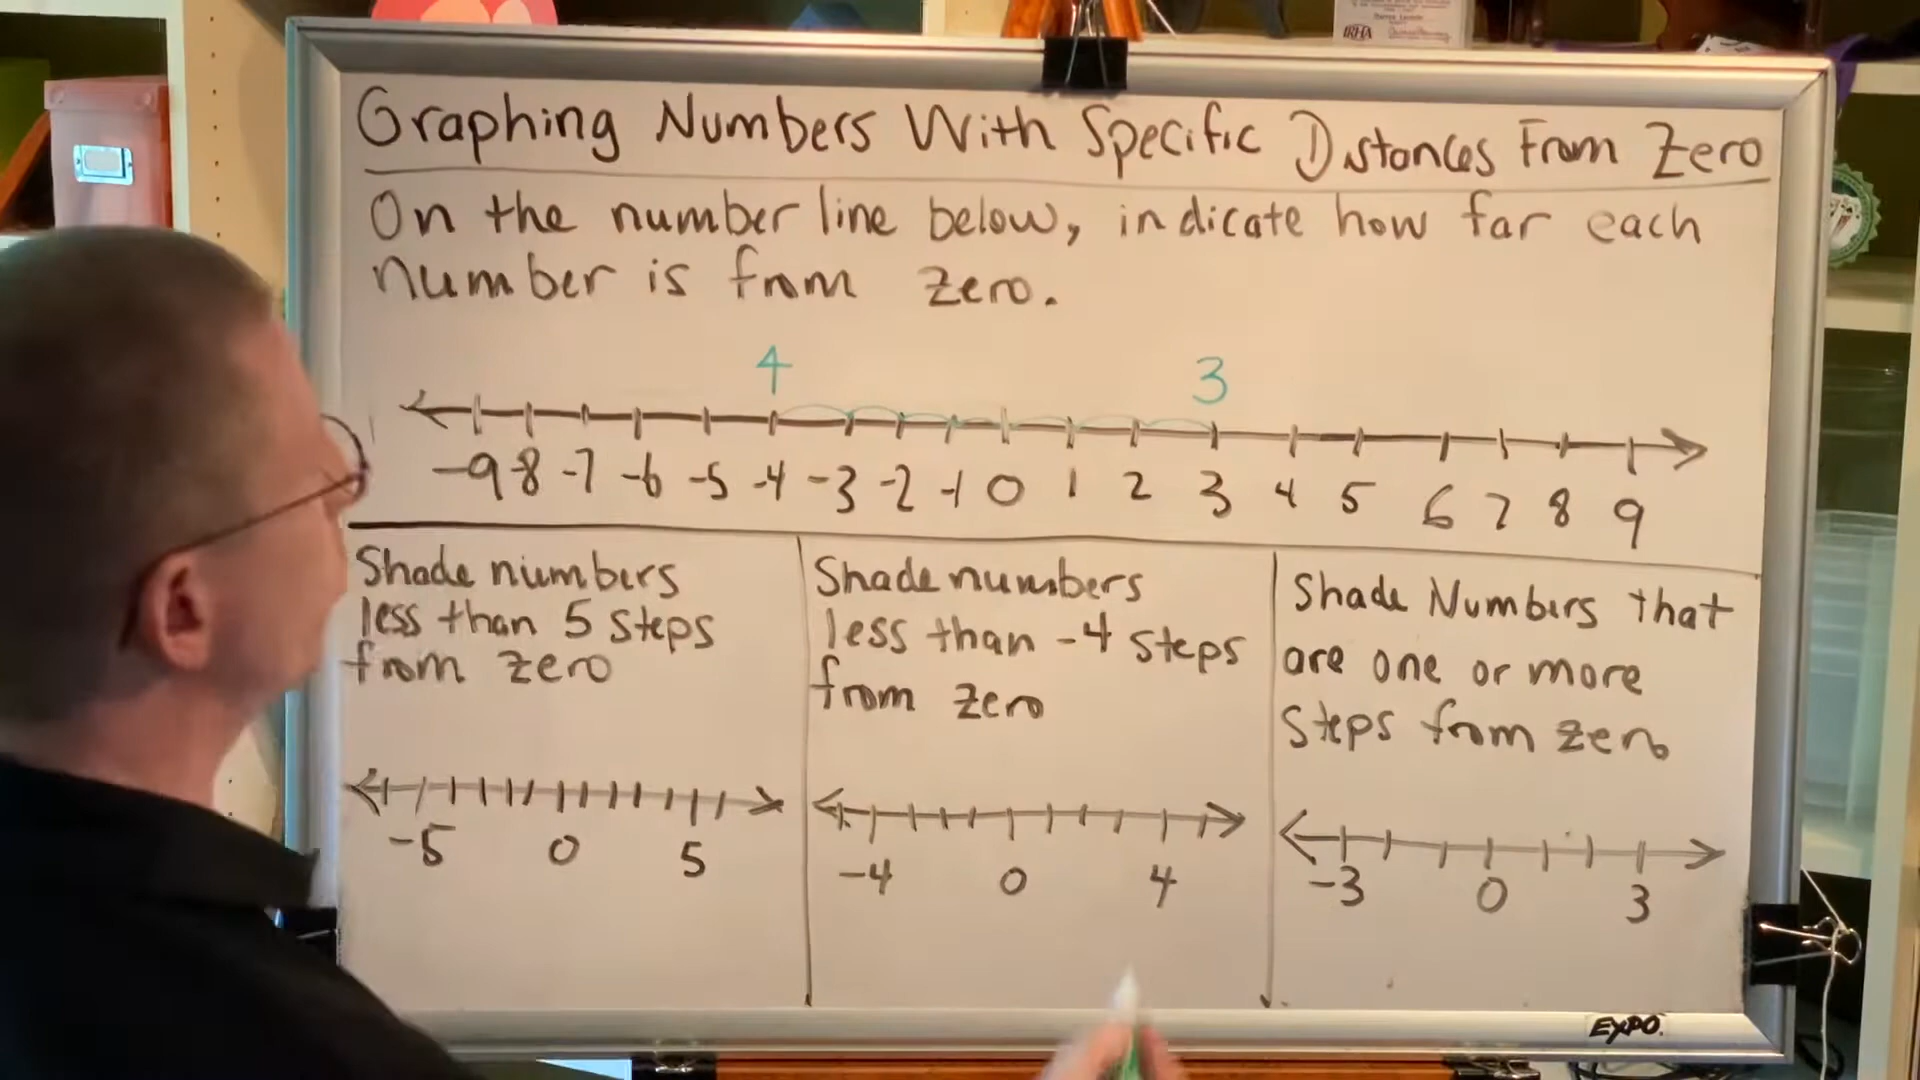 Graphing Numbers With Specific Distances From Zero
On the number line below, indicate how far each
number is from zero.
4 3
-9 -8 -7 -6 -5 -4 -3 -2 -1 0 1 2 3 4 5 6 7 8 9
Shade numbers
less than 5 steps
from zero
-5 0 5
Shade numbers
less than -4 steps
from zero
-4 0 4
Shade Numbers that
are one or more
steps from zero
-3 0 3
EXPO
IRHA